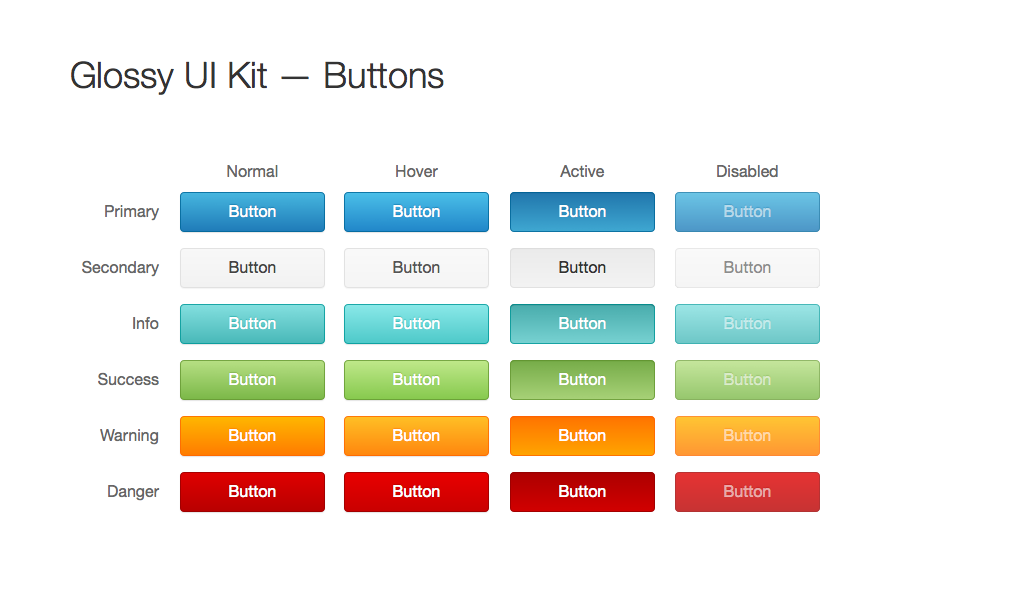 Glossy UI Kit — Buttons
Normal Hover Active Disabled
Primary Button Button Button Button
Secondary Button Button Button Button
Info Button Button Button Button
Success Button Button Button Button
Warning Button Button Button Button
Danger Button Button Button Button